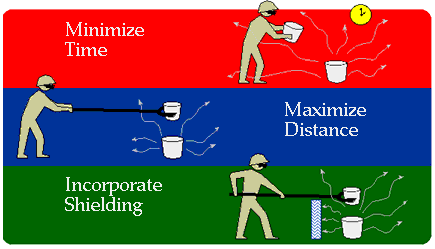 Minimize
Time
Maximize
Distance
Incorporate
Shielding